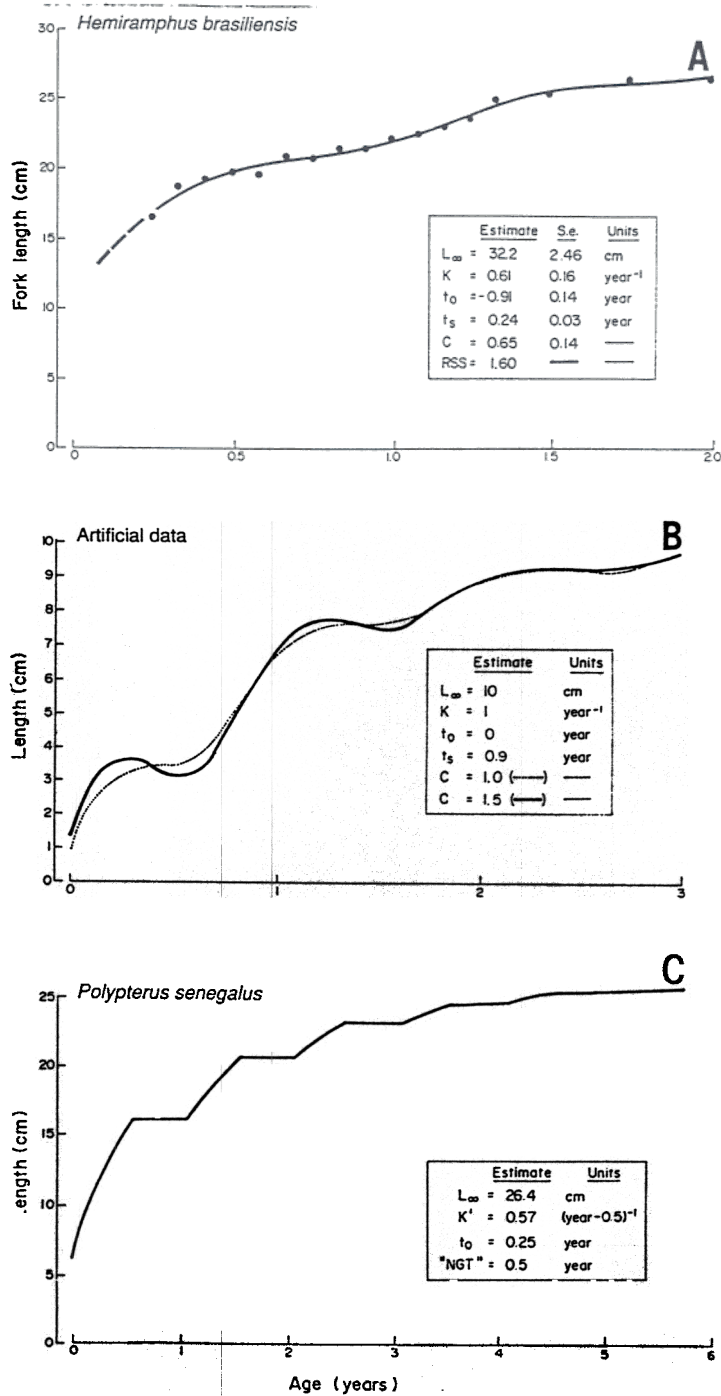 Hemiramphus brasiliensis
A
30
25
20
15
10
5
0
Fork length (cm)
Estimate S.e. Units
L∞ = 32.2 2.46 cm
K = 0.61 0.16 year⁻¹
to =-0.91 0.14 year
ts = 0.24 0.03 year
C = 0.65 0.14 —
RSS = 1.60 — —
0 0.5 1.0 1.5 2.0
Artificial data
B
10
9
8
7
6
5
4
3
2
1
0
Length (cm)
Estimate Units
L∞ = 10 cm
K = 1 year⁻¹
to = 0 year
ts = 0.9 year
C = 1.0 (┈┈) —
C = 1.5 (—) —
0 1 2 3
Polypterus senegalus
C
25
20
15
10
5
0
.ength (cm)
Estimate Units
L∞ = 26.4 cm
K' = 0.57 (year-0.5)⁻¹
to = 0.25 year
"NGT" = 0.5 year
0 1 2 3 4 5 6
Age (years)